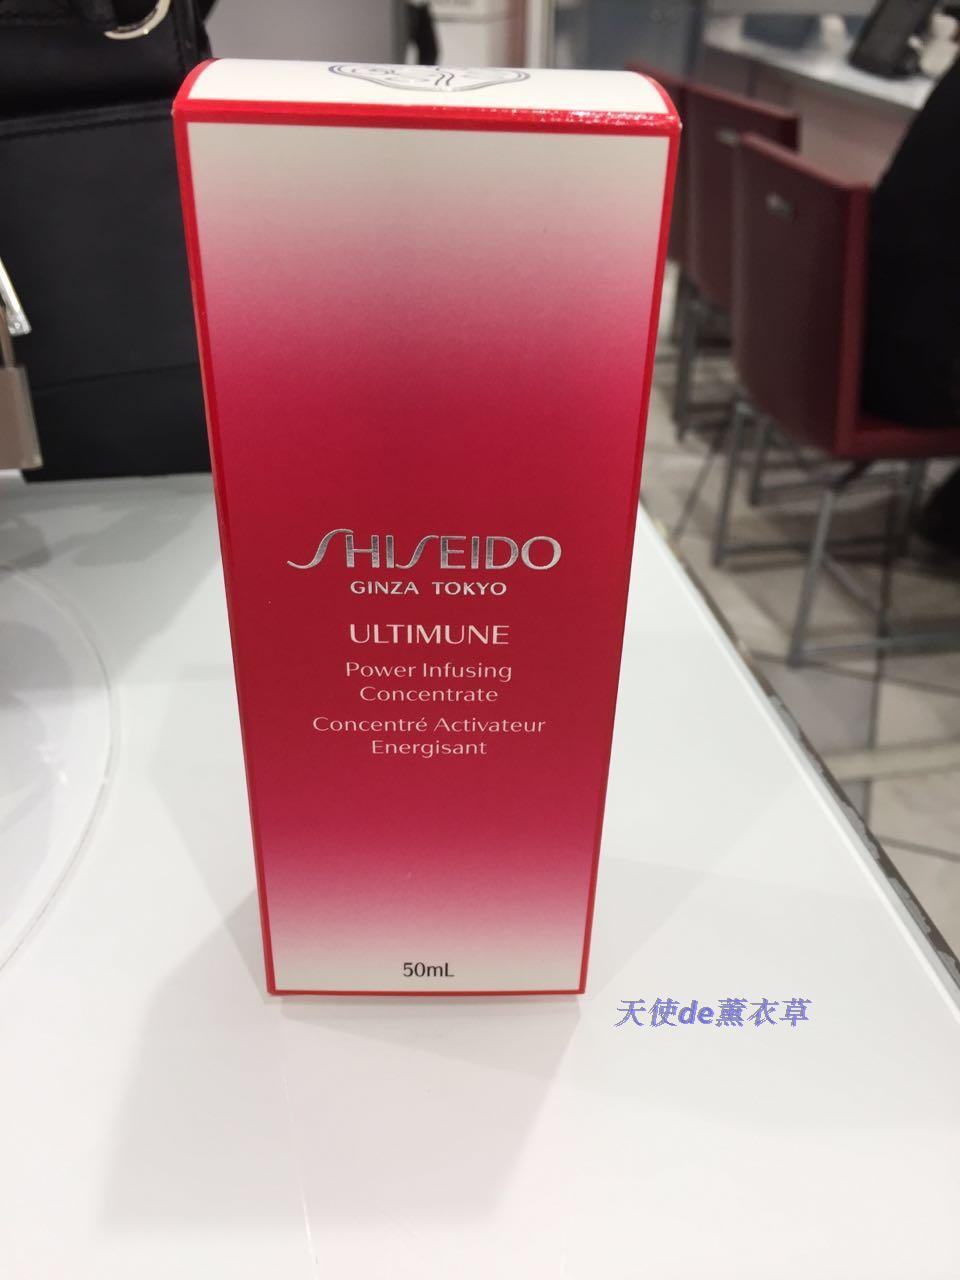 SHISEIDO
GINZA TOKYO
ULTIMUNE
Power Infusing
Concentrate
Concentré Activateur
Energisant
50mL
天使de薰衣草